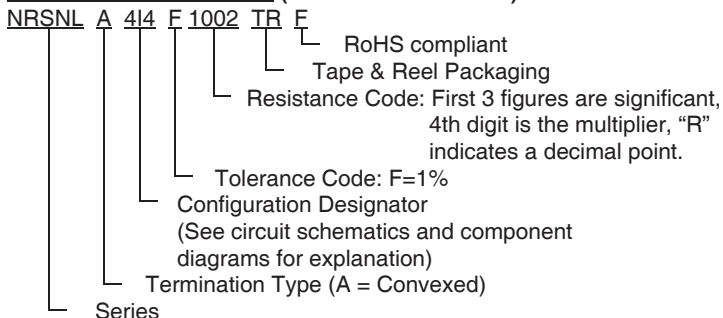 NRSNL A 4I4 F 1002 TR F
RoHS compliant
Tape & Reel Packaging
Resistance Code: First 3 figures are significant,
4th digit is the multiplier, “R”
indicates a decimal point.
Tolerance Code: F=1%
Configuration Designator
(See circuit schematics and component
diagrams for explanation)
Termination Type (A = Convexed)
Series